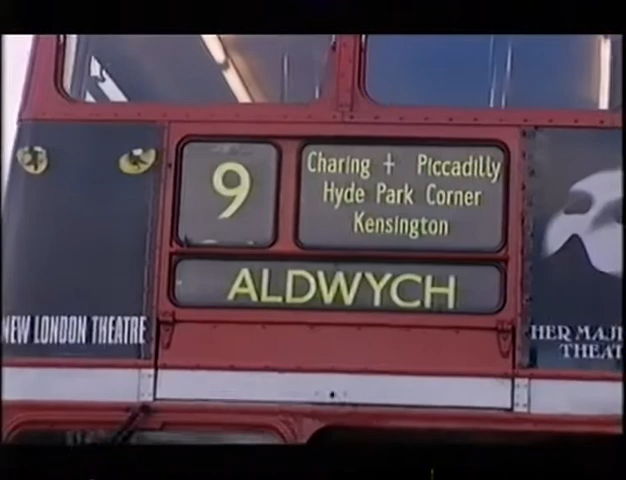 9
Charing + Piccadilly
Hyde Park Corner
Kensington
ALDWYCH
NEW LONDON THEATRE
HER MAJ
THEAT